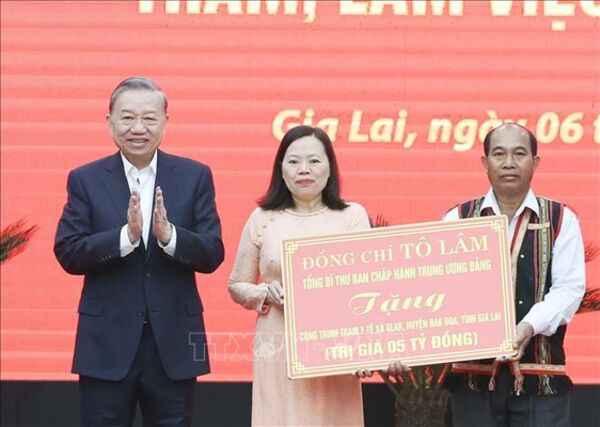 THĂM, LÀM VIỆC
Gia Lai, ngày 06
ĐỒNG CHÍ TÔ LÂM
TỔNG BÍ THƯ BAN CHẤP HÀNH TRUNG ƯƠNG ĐẢNG
Tặng
CÔNG TRÌNH TRẠM Y TẾ XÃ GLAR, HUYỆN ĐAK ĐOA, TỈNH GIA LAI
(TRỊ GIÁ 05 TỶ ĐỒNG)